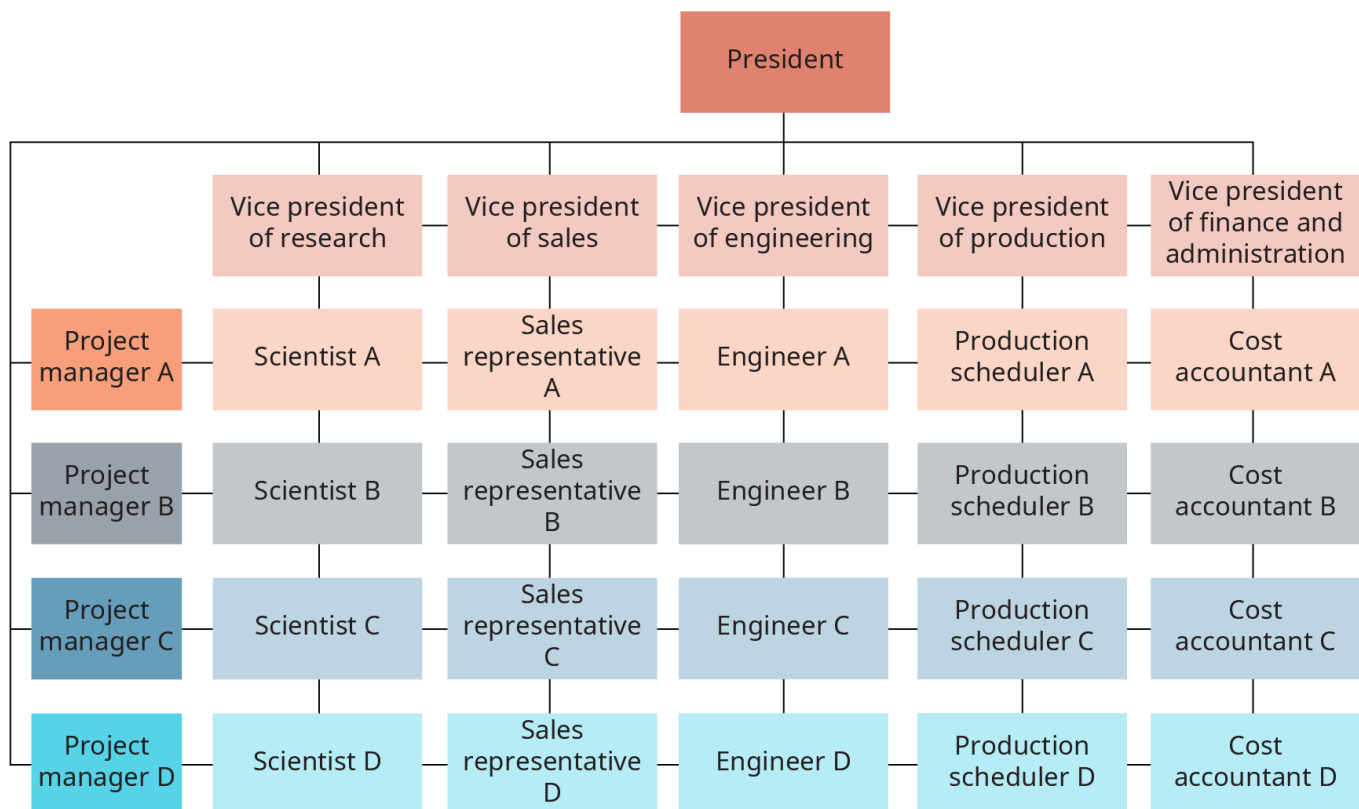 President
Vice president
of research
Vice president
of sales
Vice president
of engineering
Vice president
of production
Vice president
of finance and
administration
Project
manager A
Scientist A
Sales
representative
A
Engineer A
Production
scheduler A
Cost
accountant A
Project
manager B
Scientist B
Sales
representative
B
Engineer B
Production
scheduler B
Cost
accountant B
Project
manager C
Scientist C
Sales
representative
C
Engineer C
Production
scheduler C
Cost
accountant C
Project
manager D
Scientist D
Sales
representative
D
Engineer D
Production
scheduler D
Cost
accountant D